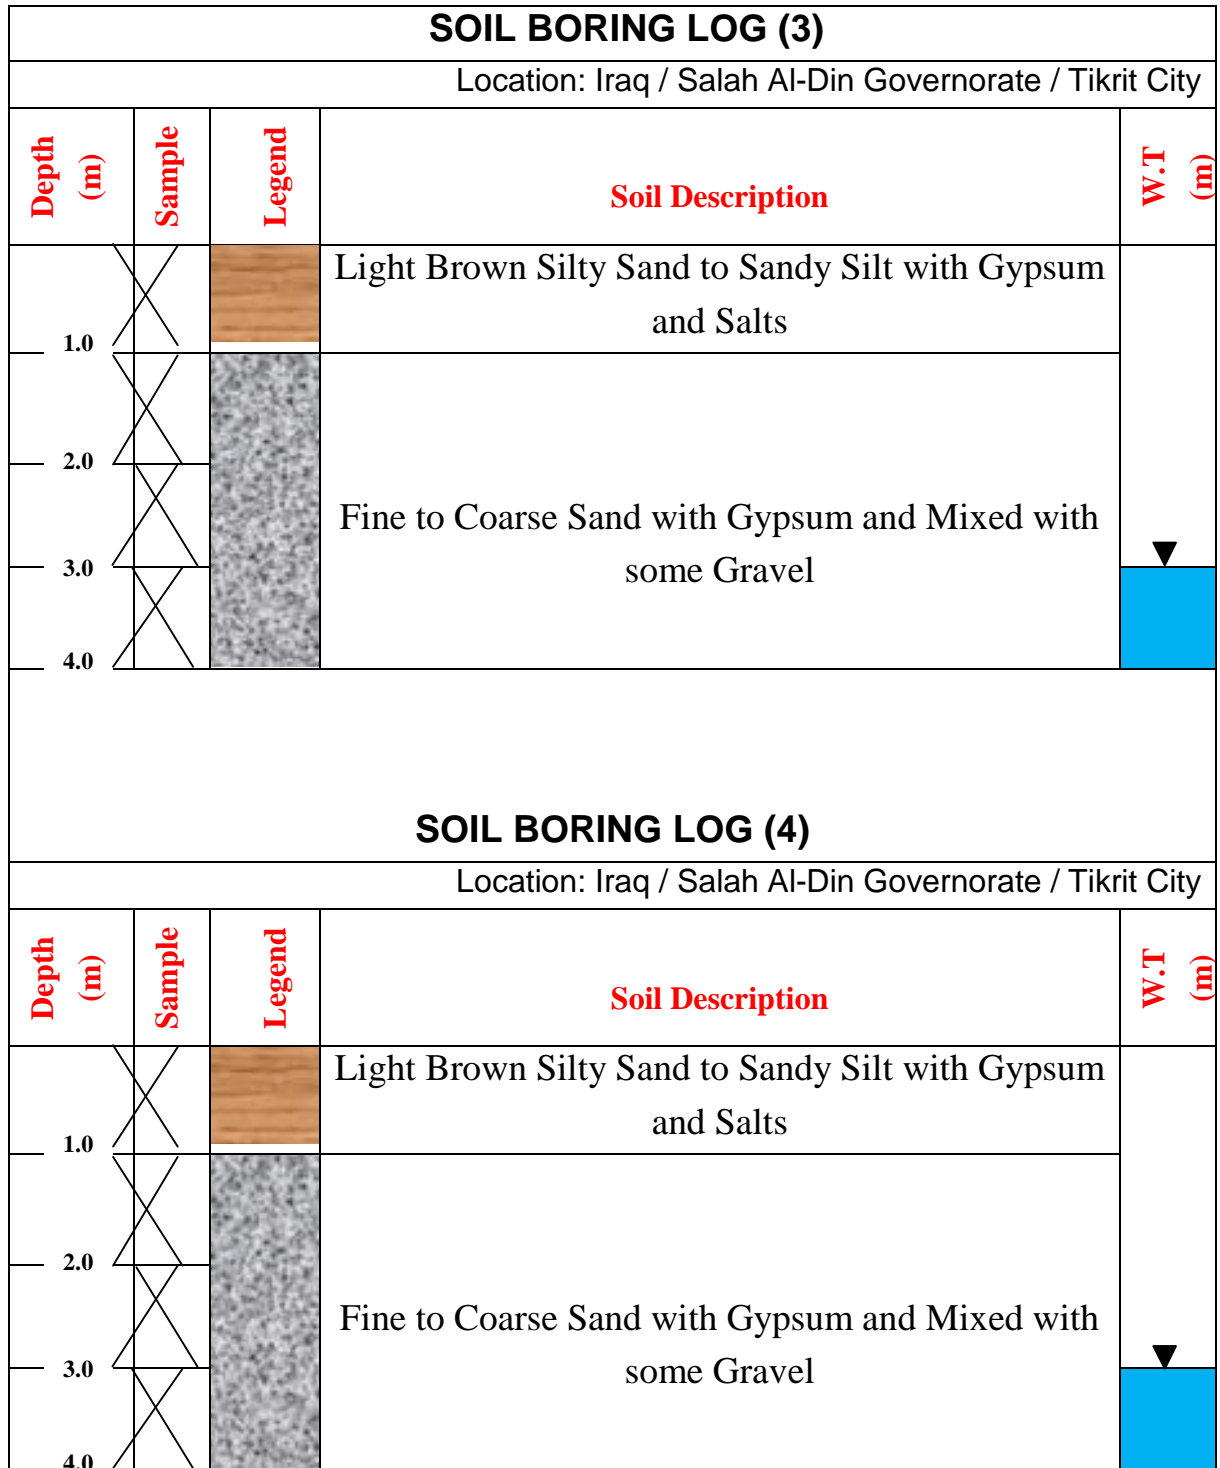 SOIL BORING LOG (3)
Location: Iraq / Salah Al-Din Governorate / Tikrit City
Depth
(m)
Sample
Legend
Soil Description
W.T
(m)
Light Brown Silty Sand to Sandy Silt with Gypsum
and Salts
1.0
2.0
Fine to Coarse Sand with Gypsum and Mixed with
some Gravel
3.0
4.0
SOIL BORING LOG (4)
Location: Iraq / Salah Al-Din Governorate / Tikrit City
Depth
(m)
Sample
Legend
Soil Description
W.T
(m)
Light Brown Silty Sand to Sandy Silt with Gypsum
and Salts
1.0
2.0
Fine to Coarse Sand with Gypsum and Mixed with
some Gravel
3.0
4.0